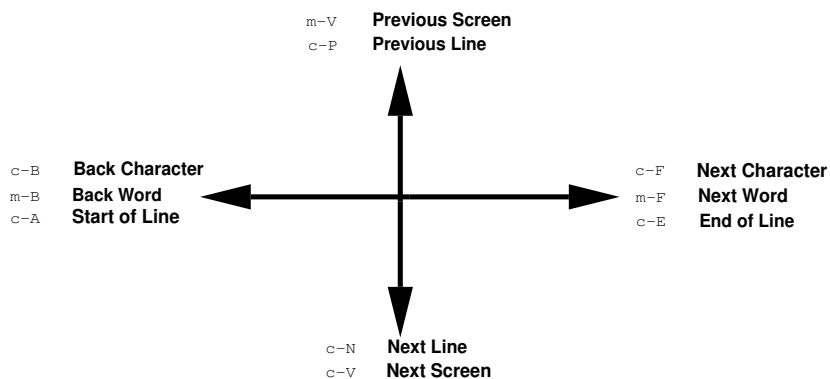 m-V Previous Screen
c-P Previous Line
c-B Back Character
m-B Back Word
c-A Start of Line
c-F Next Character
m-F Next Word
c-E End of Line
c-N Next Line
c-V Next Screen